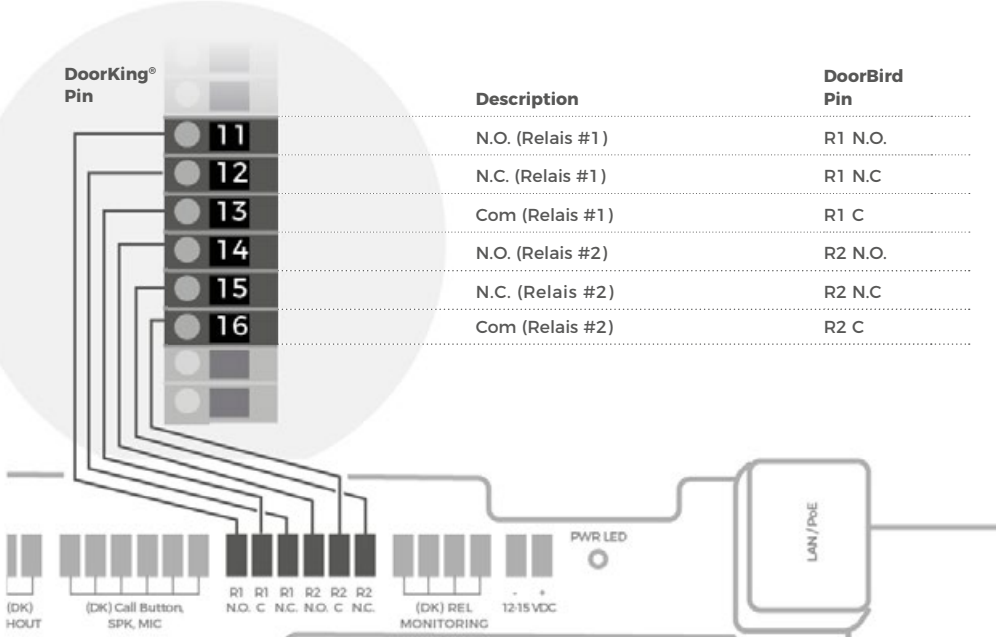 DoorKing® Pin
Description
DoorBird Pin
11 N.O. (Relais #1) R1 N.O.
12 N.C. (Relais #1) R1 N.C
13 Com (Relais #1) R1 C
14 N.O. (Relais #2) R2 N.O.
15 N.C. (Relais #2) R2 N.C
16 Com (Relais #2) R2 C
LAN/PoE
PWR LED
(DK)
HOUT
(DK) Call Button,
SPK, MIC
R1 R1 R1 R2 R2 R2
N.O. C N.C. N.O. C N.C.
(DK) REL
MONITORING
- +
12-15 VDC